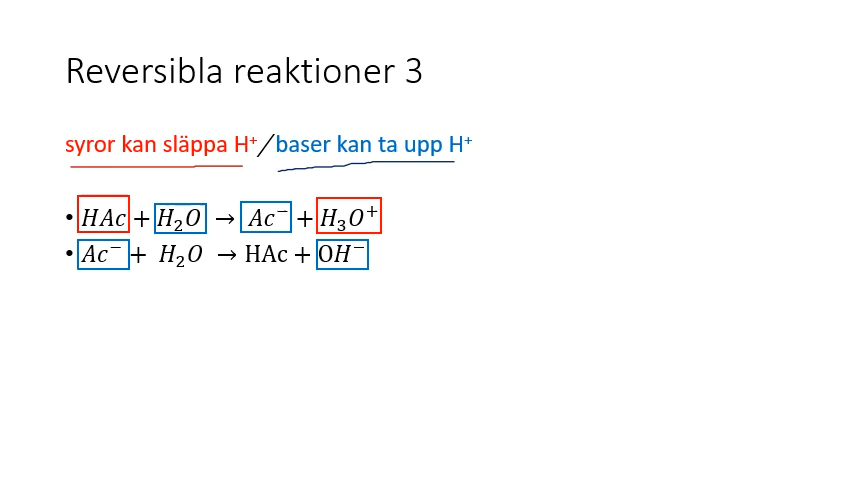 Reversibla reaktioner 3
syror kan släppa H⁺/baser kan ta upp H⁺
• HAc + H₂O → Ac⁻ + H₃O⁺
• Ac⁻ + H₂O → HAc + OH⁻